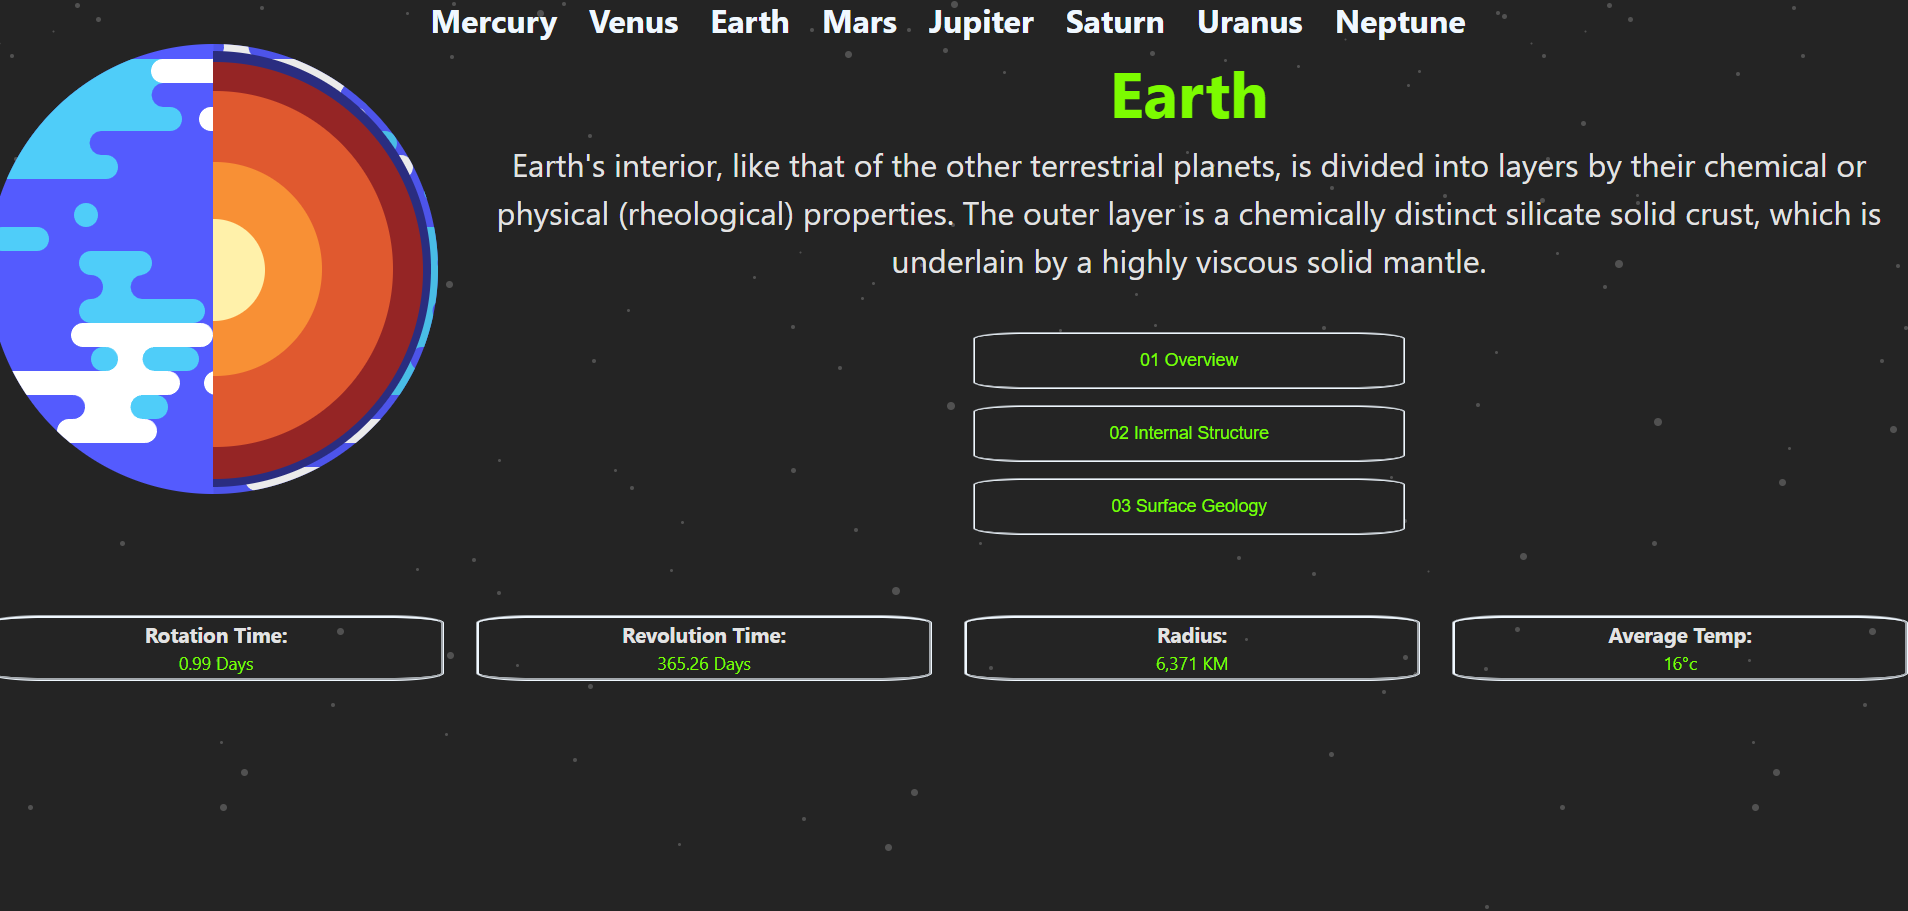 Mercury Venus Earth Mars Jupiter Saturn Uranus Neptune
Earth
Earth's interior, like that of the other terrestrial planets, is divided into layers by their chemical or
physical (rheological) properties. The outer layer is a chemically distinct silicate solid crust, which is
underlain by a highly viscous solid mantle.
01 Overview
02 Internal Structure
03 Surface Geology
Rotation Time:
0.99 Days
Revolution Time:
365.26 Days
Radius:
6,371 KM
Average Temp:
16°c